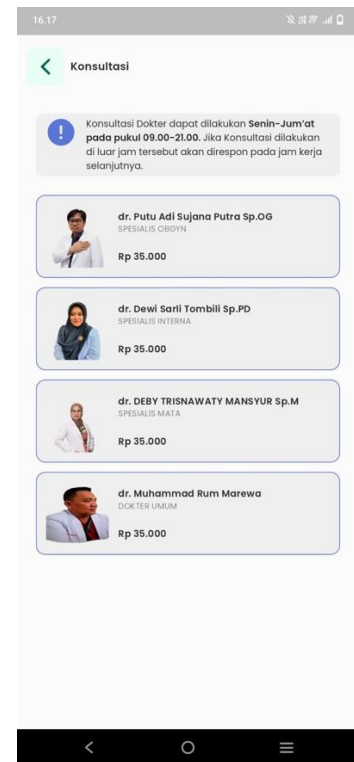 16.17
Konsultasi
Konsultasi Dokter dapat dilakukan Senin-Jum'at
pada pukul 09.00-21.00. Jika Konsultasi dilakukan
di luar jam tersebut akan direspon pada jam kerja
selanjutnya.
dr. Putu Adi Sujana Putra Sp.OG
SPESIALIS OBGYN
Rp 35.000
dr. Dewi Sarli Tombili Sp.PD
SPESIALIS INTERNA
Rp 35.000
dr. DEBY TRISNAWATY MANSYUR Sp.M
SPESIALIS MATA
Rp 35.000
dr. Muhammad Rum Marewa
DOKTER UMUM
Rp 35.000